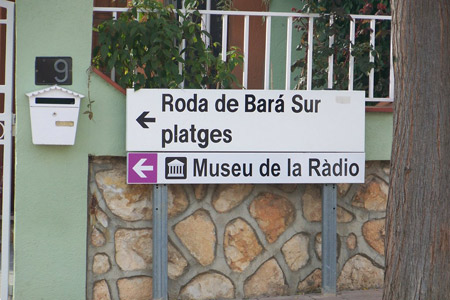 9
Roda de Bará Sur
platges
Museu de la Ràdio